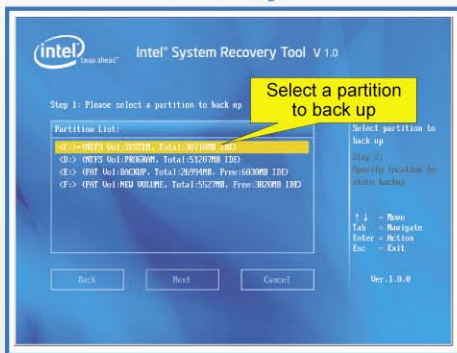 intel
Leap ahead™
Intel® System Recovery Tool V 1.0
Select a partition
to back up
Step 1: Please select a partition to back up
Partition List:
<C:>* (NTFS Vol:SYSTEM, Total:30718MB IDE)
<D:> (NTFS Vol:PROGRAM, Total:51207MB IDE)
<E:> (FAT Vol:BACKUP, Total:26994MB, Free:6030MB IDE)
<F:> (FAT Vol:NEW VOLUME, Total:5527MB, Free:3820MB IDE)
Select partition to
back up
Step 2:
Specify location to
store backup
↑↓ = Move
Tab = Navigate
Enter = Action
Esc = Exit
Back Next Cancel
Ver.1.0.0